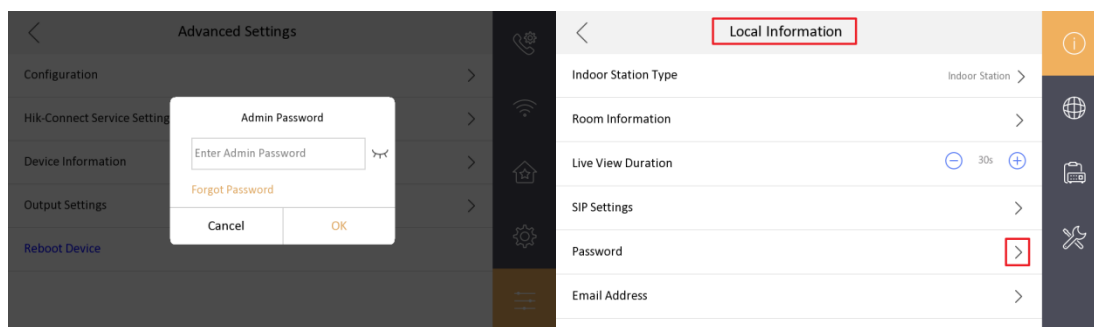 Advanced Settings
Configuration
Hik-Connect Service Setting
Device Information
Output Settings
Reboot Device
Admin Password
Enter Admin Password
Forgot Password
Cancel OK
Local Information
Indoor Station Type Indoor Station
Room Information
Live View Duration 30s
SIP Settings
Password
Email Address